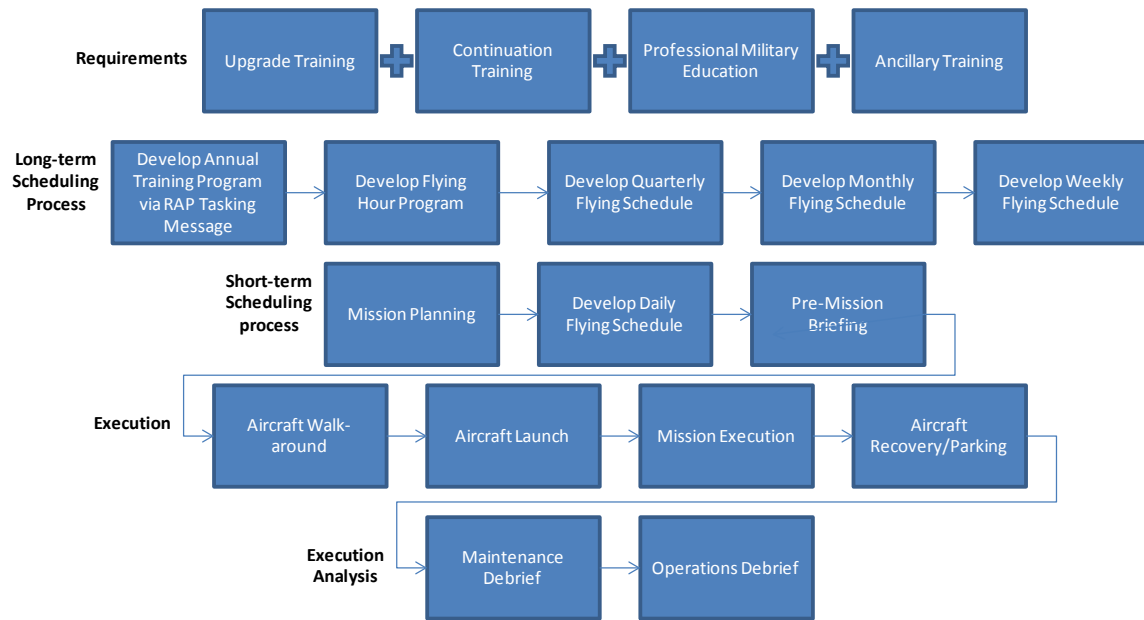 Requirements
Upgrade Training
Continuation
Training
Professional Military
Education
Ancillary Training
Long-term
Scheduling
Process
Develop Annual
Training Program
via RAP Tasking
Message
Develop Flying
Hour Program
Develop Quarterly
Flying Schedule
Develop Monthly
Flying Schedule
Develop Weekly
Flying Schedule
Short-term
Scheduling
process
Mission Planning
Develop Daily
Flying Schedule
Pre-Mission
Briefing
Execution
Aircraft Walk-
around
Aircraft Launch
Mission Execution
Aircraft
Recovery/Parking
Execution
Analysis
Maintenance
Debrief
Operations Debrief